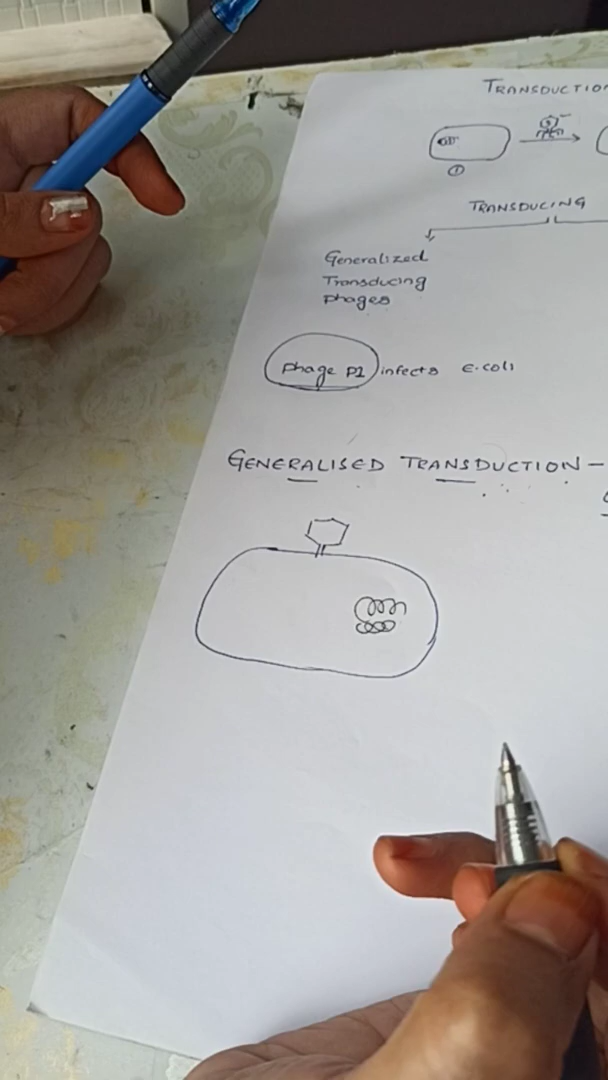 TRANSDUCTIO
①
TRANSDUCING
Generalized
Transducing
phages
phage P1 infects E.coli
GENERALISED TRANSDUCTION -